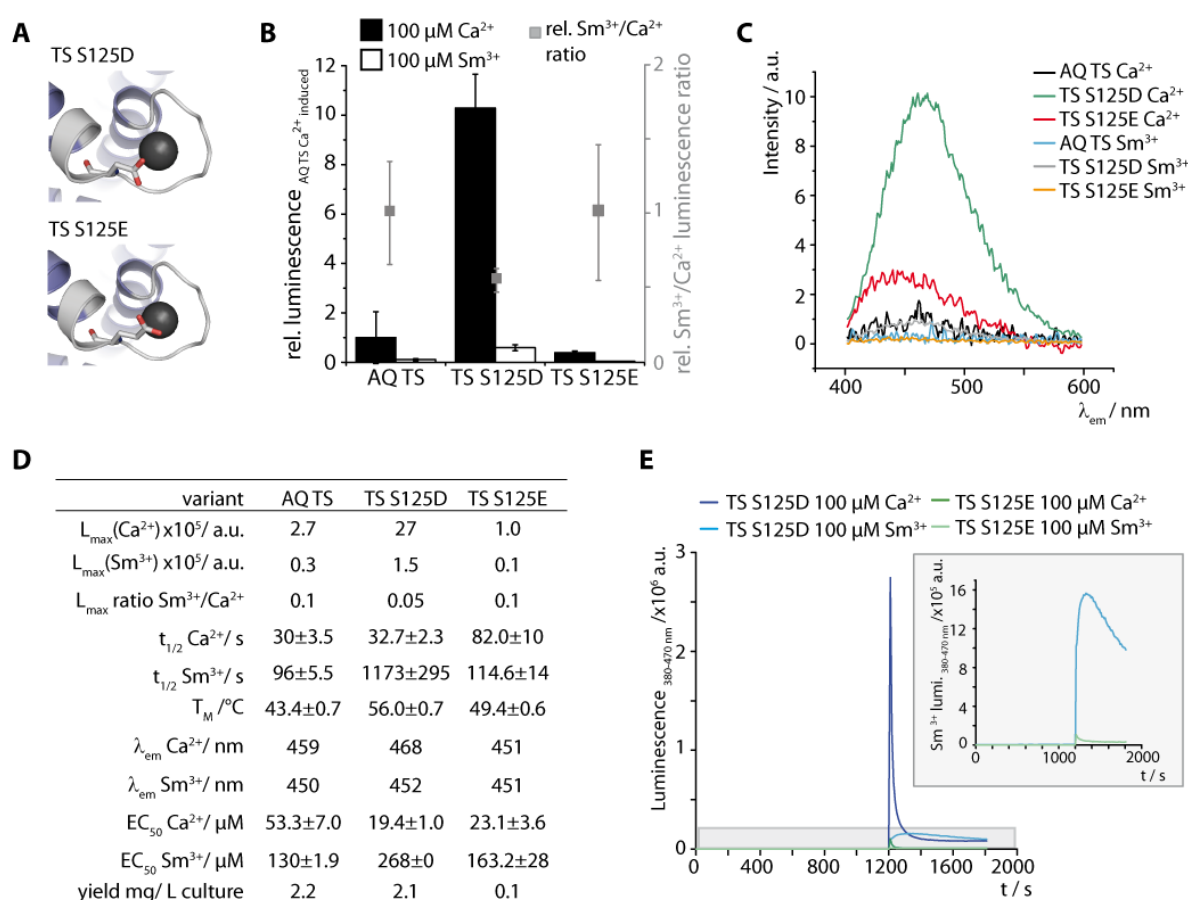 A
TS S125D
TS S125E
B
100 µM Ca²⁺
100 µM Sm³⁺
rel. Sm³⁺/Ca²⁺
ratio
rel. luminescence AQ TS Ca²⁺ induced
12
10
8
6
4
2
0
2
1
0
rel. Sm³⁺/Ca²⁺ luminescence ratio
AQ TS
TS S125D
TS S125E
C
AQ TS Ca²⁺
TS S125D Ca²⁺
TS S125E Ca²⁺
AQ TS Sm³⁺
TS S125D Sm³⁺
TS S125E Sm³⁺
Intensity / a.u.
10
8
6
4
2
0
400 500 600
λem / nm
D
variant AQ TS TS S125D TS S125E
Lmax(Ca²⁺) x10⁵/ a.u. 2.7 27 1.0
Lmax(Sm³⁺) x10⁵/ a.u. 0.3 1.5 0.1
Lmax ratio Sm³⁺/Ca²⁺ 0.1 0.05 0.1
t1/2 Ca²⁺/ s 30±3.5 32.7±2.3 82.0±10
t1/2 Sm³⁺/ s 96±5.5 1173±295 114.6±14
TM /°C 43.4±0.7 56.0±0.7 49.4±0.6
λem Ca²⁺/ nm 459 468 451
λem Sm³⁺/ nm 450 452 451
EC50 Ca²⁺/ µM 53.3±7.0 19.4±1.0 23.1±3.6
EC50 Sm³⁺/ µM 130±1.9 268±0 163.2±28
yield mg/ L culture 2.2 2.1 0.1
E
TS S125D 100 µM Ca²⁺ TS S125E 100 µM Ca²⁺
TS S125D 100 µM Sm³⁺ TS S125E 100 µM Sm³⁺
Luminescence 380-470 nm /x10⁶ a.u.
3
2
1
0
0 400 800 1200 1600 2000
t / s
Sm³⁺ lumi. 380-470 nm /x10⁵ a.u.
16
12
8
4
0
0 1000 2000
t / s